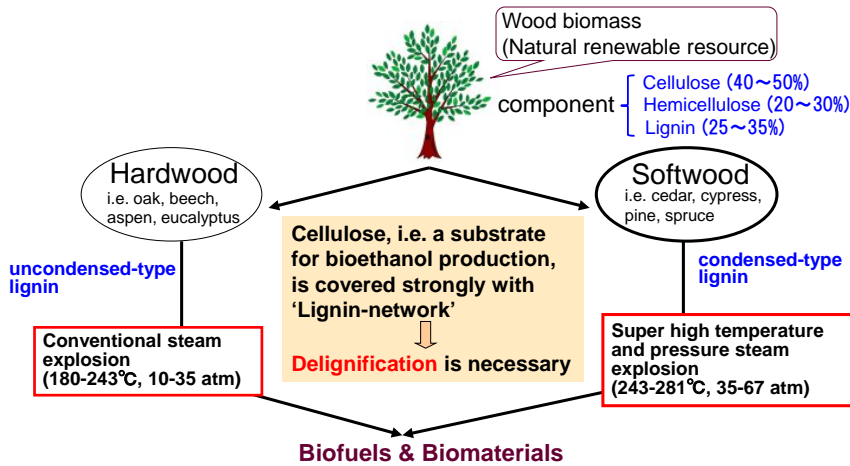 Wood biomass
(Natural renewable resource)
component
Cellulose (40～50%)
Hemicellulose (20～30%)
Lignin (25～35%)
Hardwood
i.e. oak, beech,
aspen, eucalyptus
Softwood
i.e. cedar, cypress,
pine, spruce
Cellulose, i.e. a substrate
for bioethanol production,
is covered strongly with
‘Lignin-network’
Delignification is necessary
uncondensed-type
lignin
condensed-type
lignin
Conventional steam
explosion
(180-243℃, 10-35 atm)
Super high temperature
and pressure steam
explosion
(243-281℃, 35-67 atm)
Biofuels & Biomaterials